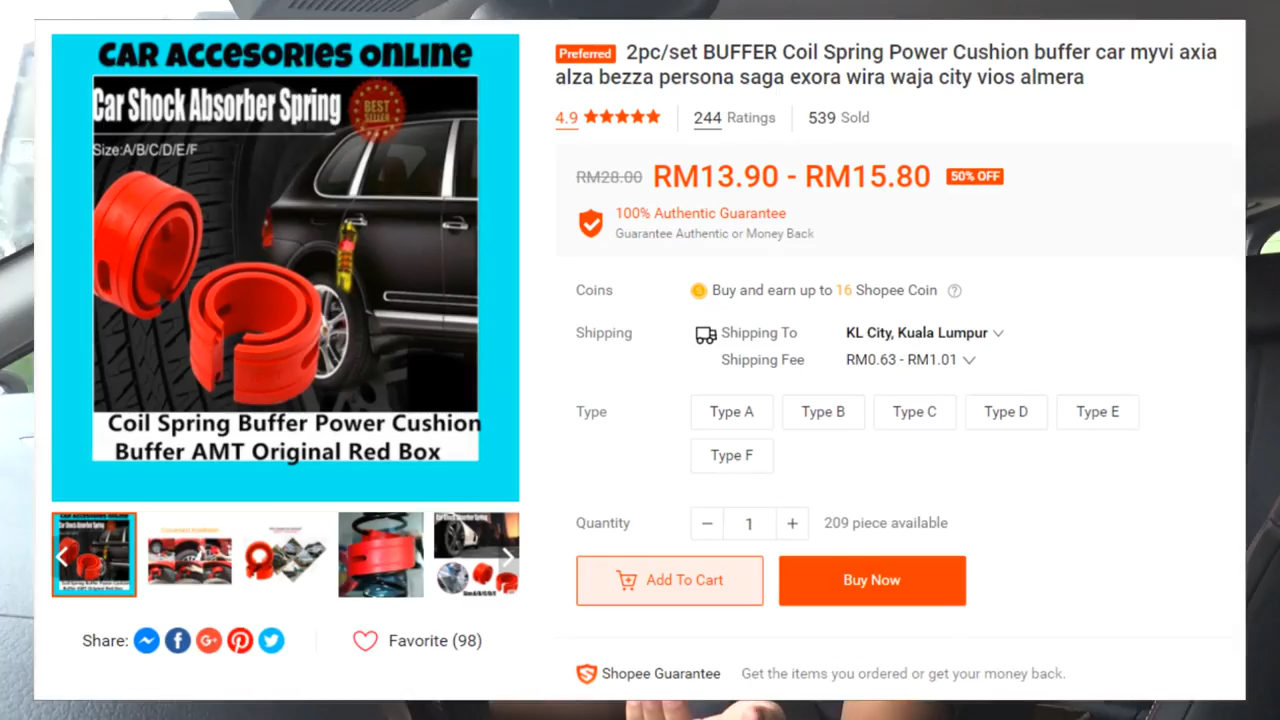 CAR ACCESORIES ONLINE
Car Shock Absorber Spring
BEST
SELLER
Size:A/B/C/D/E/F
Coil Spring Buffer Power Cushion
Buffer AMT Original Red Box
Share:
Favorite (98)
Preferred 2pc/set BUFFER Coil Spring Power Cushion buffer car myvi axia
alza bezza persona saga exora wira waja city vios almera
4.9 244 Ratings 539 Sold
RM28.00 RM13.90 - RM15.80 50% OFF
100% Authentic Guarantee
Guarantee Authentic or Money Back
Coins Buy and earn up to 16 Shopee Coin ?
Shipping Shipping To KL City, Kuala Lumpur
Shipping Fee RM0.63 - RM1.01
Type Type A Type B Type C Type D Type E
Type F
Quantity − 1 + 209 piece available
Add To Cart Buy Now
Shopee Guarantee Get the items you ordered or get your money back.